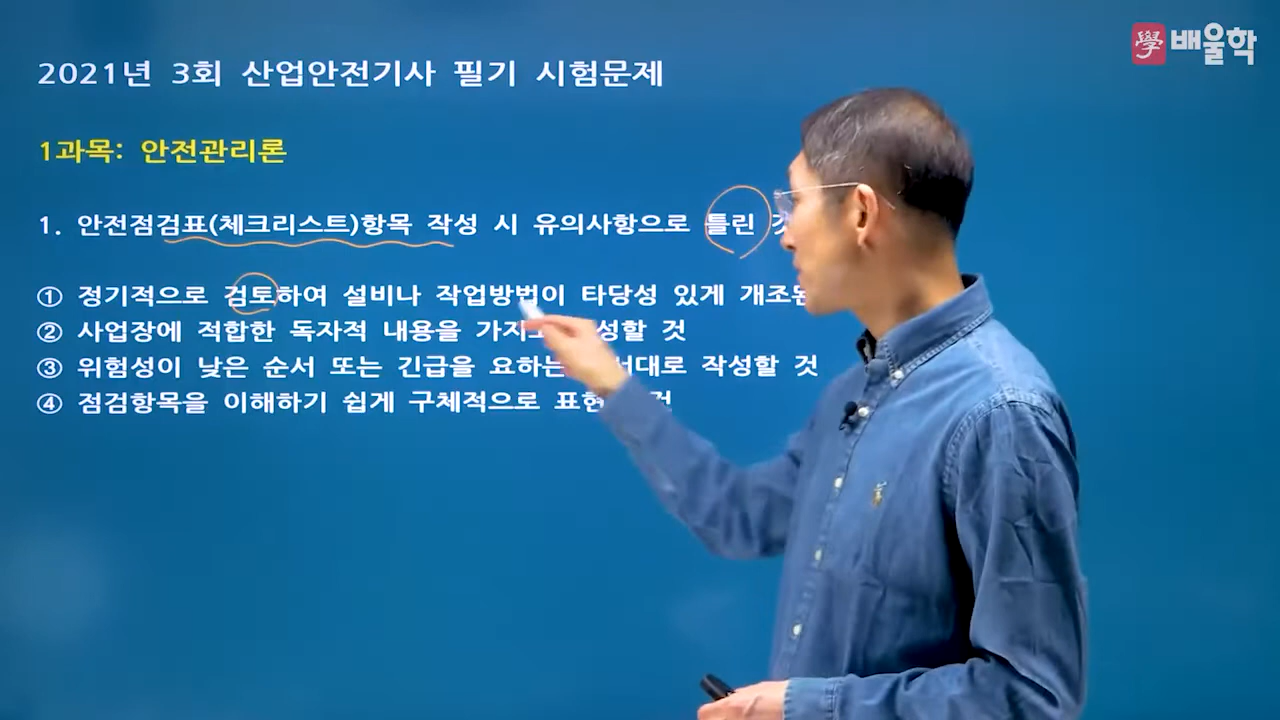 學 배울학
2021년 3회 산업안전기사 필기 시험문제
1과목: 안전관리론
1. 안전점검표(체크리스트)항목 작성 시 유의사항으로 틀린
① 정기적으로 검토하여 설비나 작업방법이 타당성 있게 개조된
② 사업장에 적합한 독자적 내용을 것
③ 위험성이 낮은 순서 또는 긴급을 요하는 작성할 것
④ 점검항목을 이해하기 쉽게 구체적으로